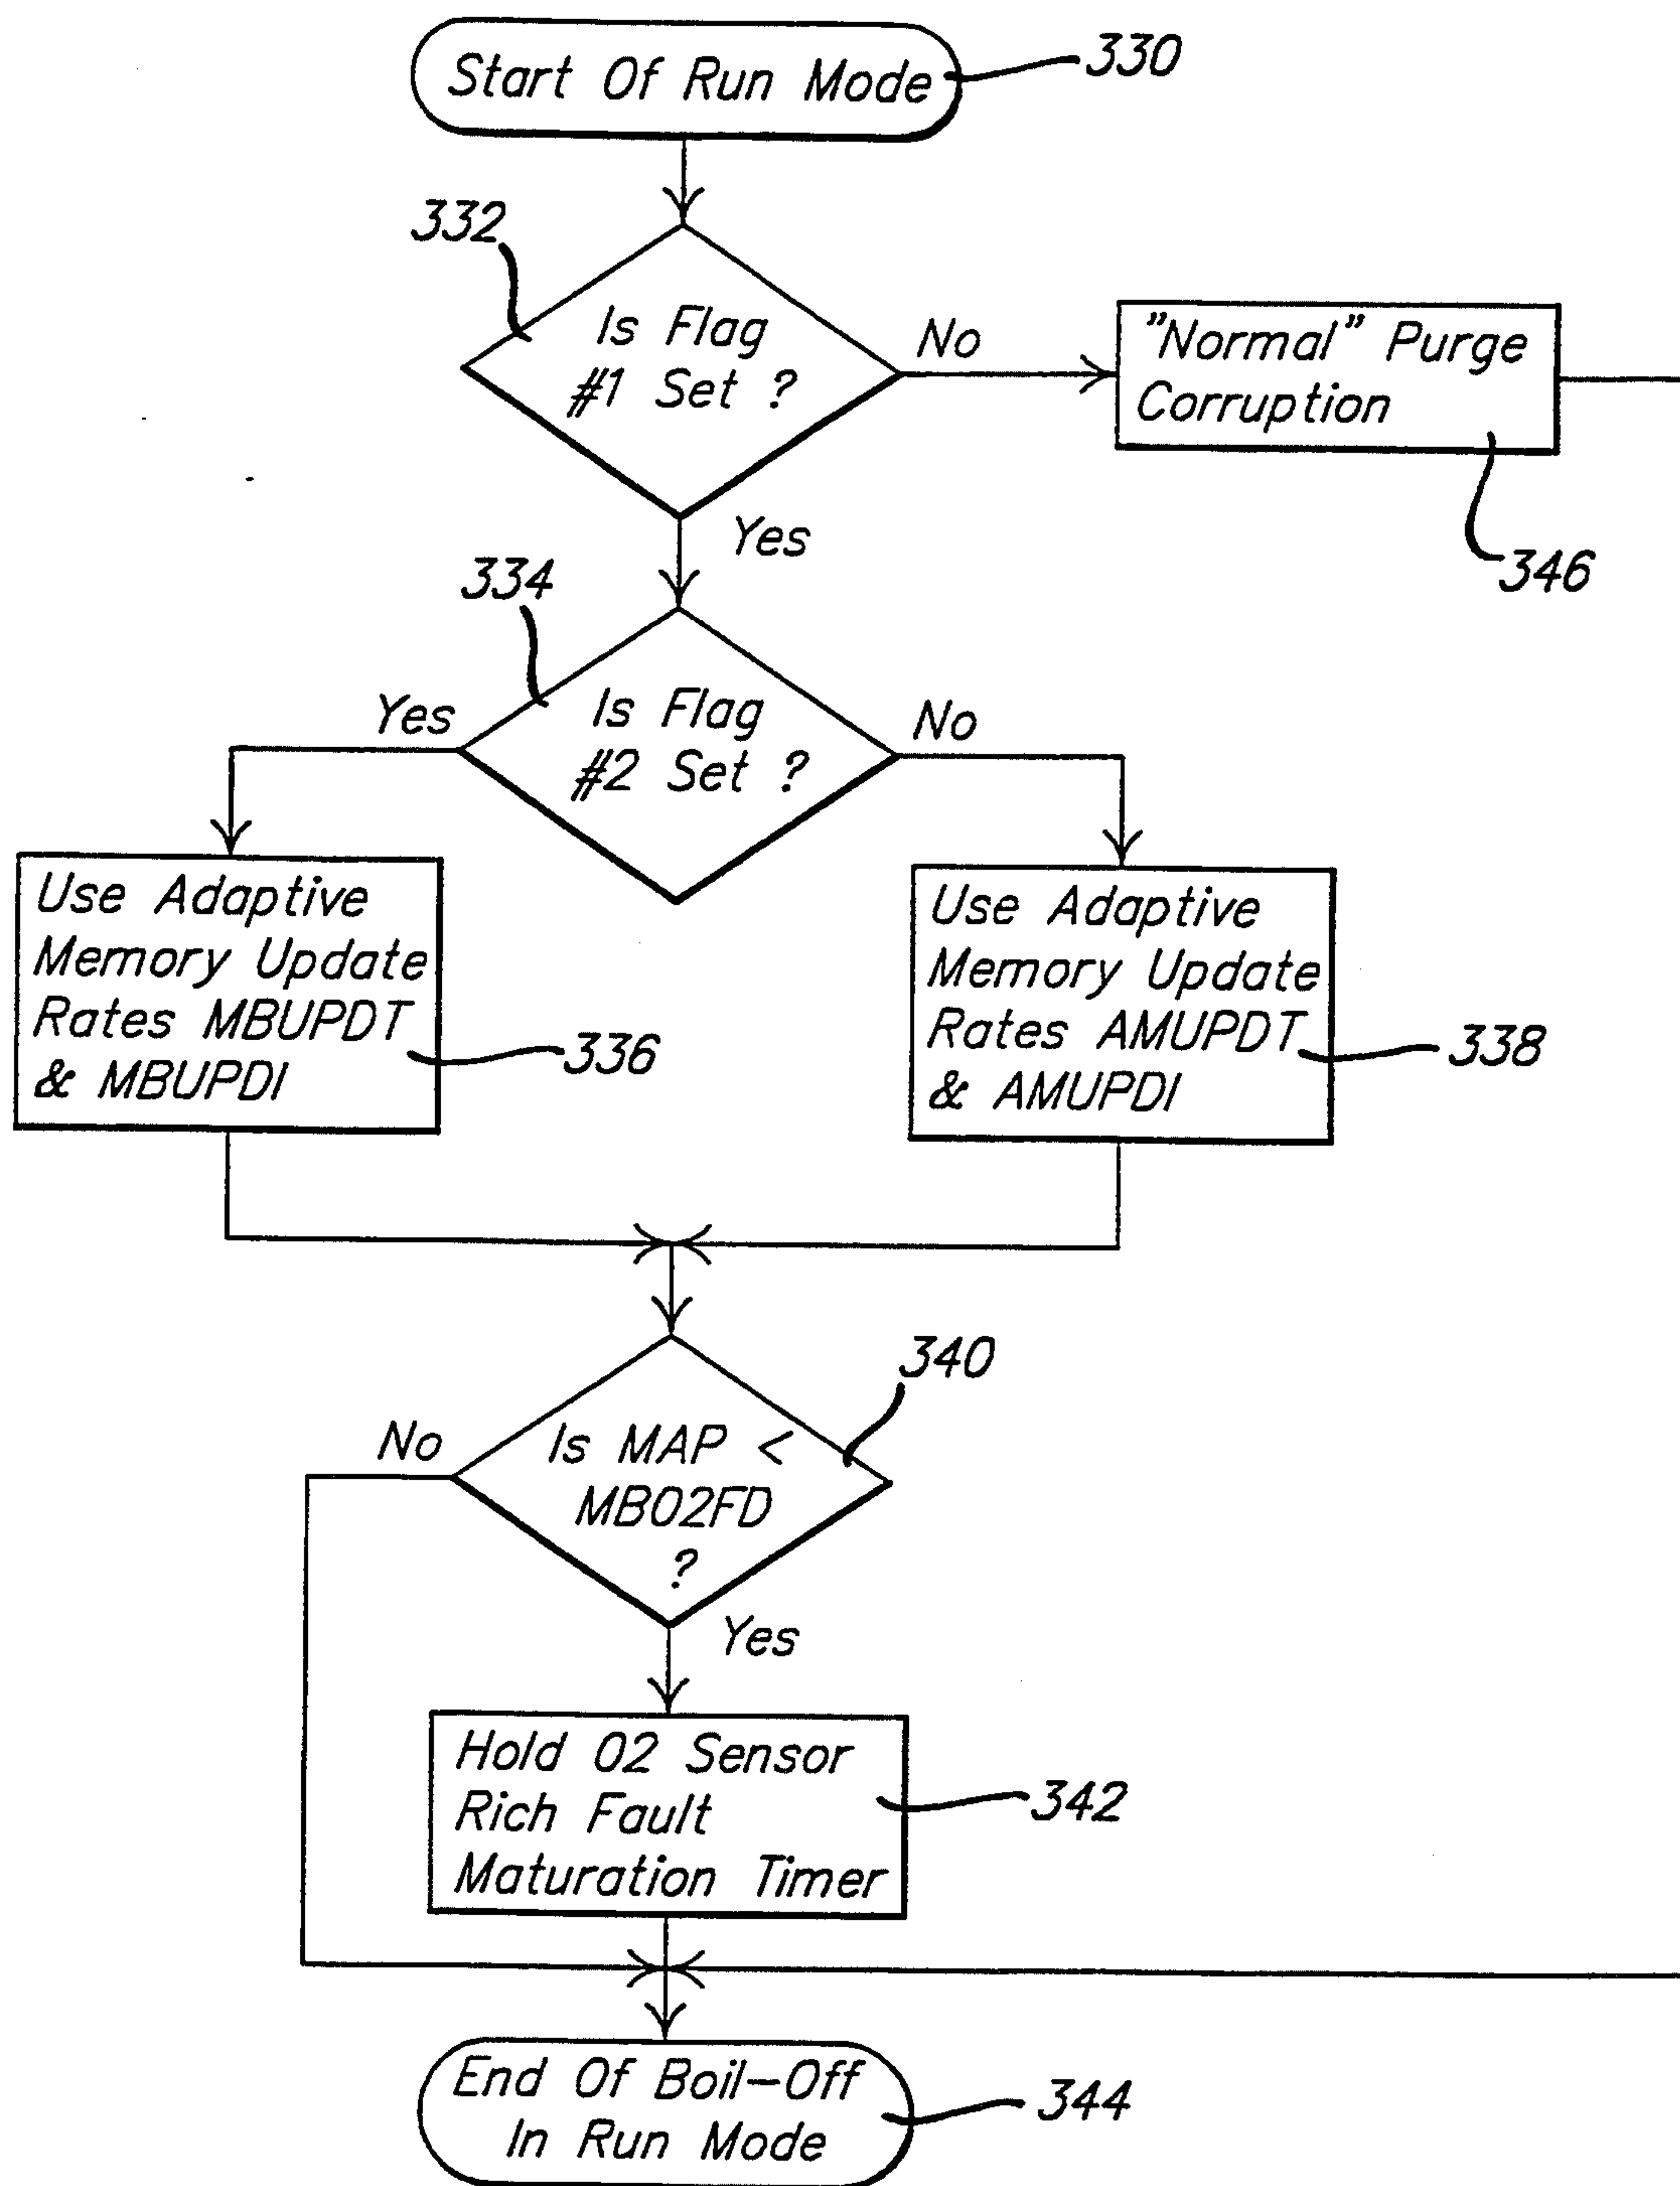 Start Of Run Mode
330
332
Is Flag
#1 Set ?
No
"Normal" Purge
Corruption
346
Yes
334
Is Flag
#2 Set ?
Yes
No
Use Adaptive
Memory Update
Rates MBUPDT
& MBUPDI
336
Use Adaptive
Memory Update
Rates AMUPDT
& AMUPDI
338
340
Is MAP <
MBO2FD
?
No
Yes
Hold O2 Sensor
Rich Fault
Maturation Timer
342
End Of Boil-Off
In Run Mode
344